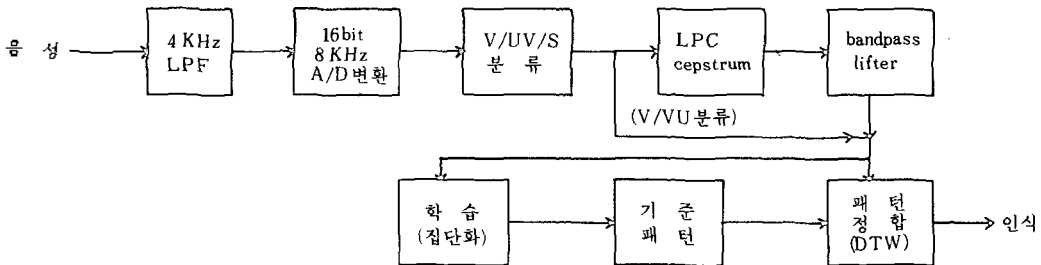 음 성
4 KHz
LPF
16bit
8 KHz
A/D변환
V/UV/S
분 류
LPC
cepstrum
bandpass
lifter
(V/VU분류)
학 습
(집단화)
기 준
패 턴
패 턴
정 합
(DTW)
인식